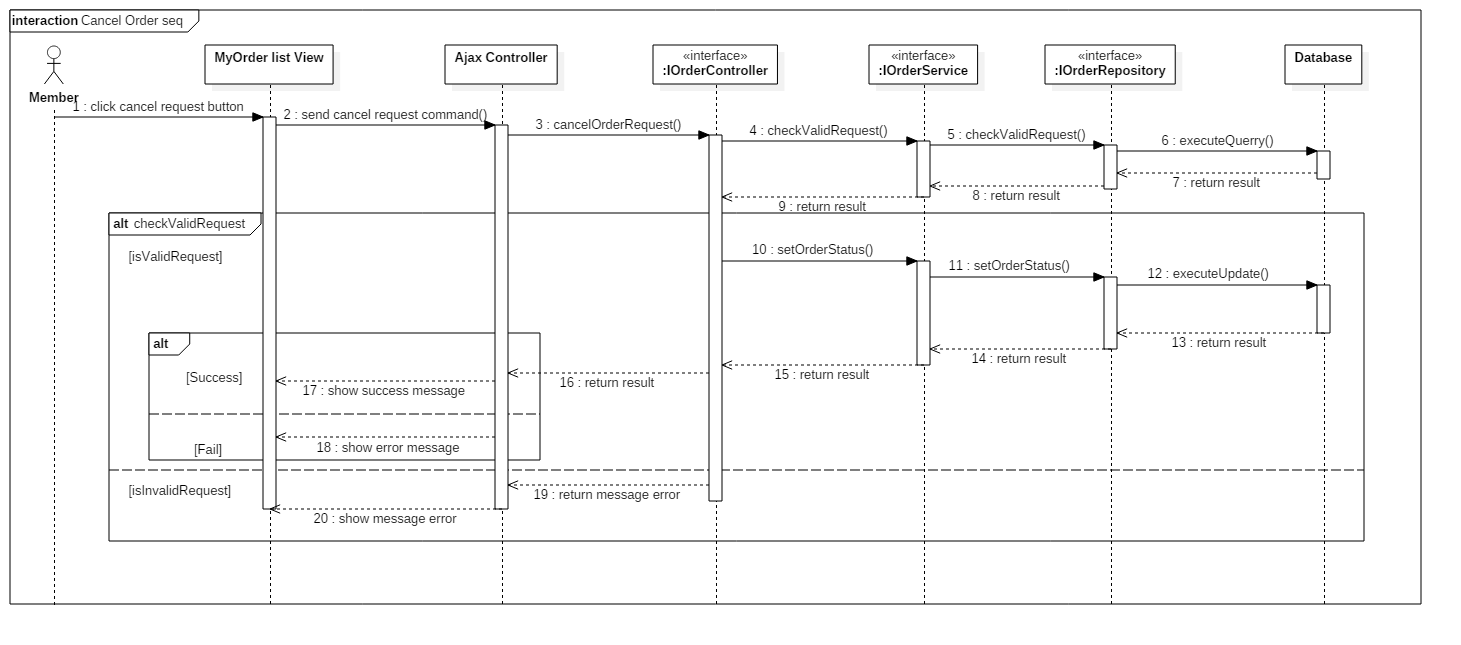 interaction Cancel Order seq
MyOrder list View
Ajax Controller
«interface»
:IOrderController
«interface»
:IOrderService
«interface»
:IOrderRepository
Database
Member
1 : click cancel request button
2 : send cancel request command()
3 : cancelOrderRequest()
4 : checkValidRequest()
5 : checkValidRequest()
6 : executeQuerry()
7 : return result
8 : return result
9 : return result
alt checkValidRequest
[isValidRequest]
10 : setOrderStatus()
11 : setOrderStatus()
12 : executeUpdate()
13 : return result
14 : return result
15 : return result
16 : return result
alt
[Success]
17 : show success message
18 : show error message
[Fail]
[isInvalidRequest]
19 : return message error
20 : show message error